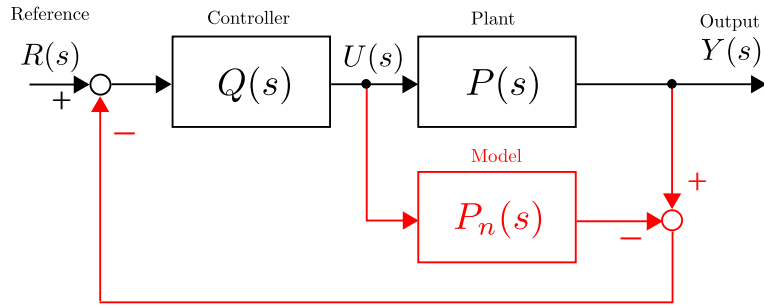 Reference
Controller
Plant
Output
R(s)
Q(s)
U(s)
P(s)
Y(s)
+
−
Model
P_n(s)
+
−